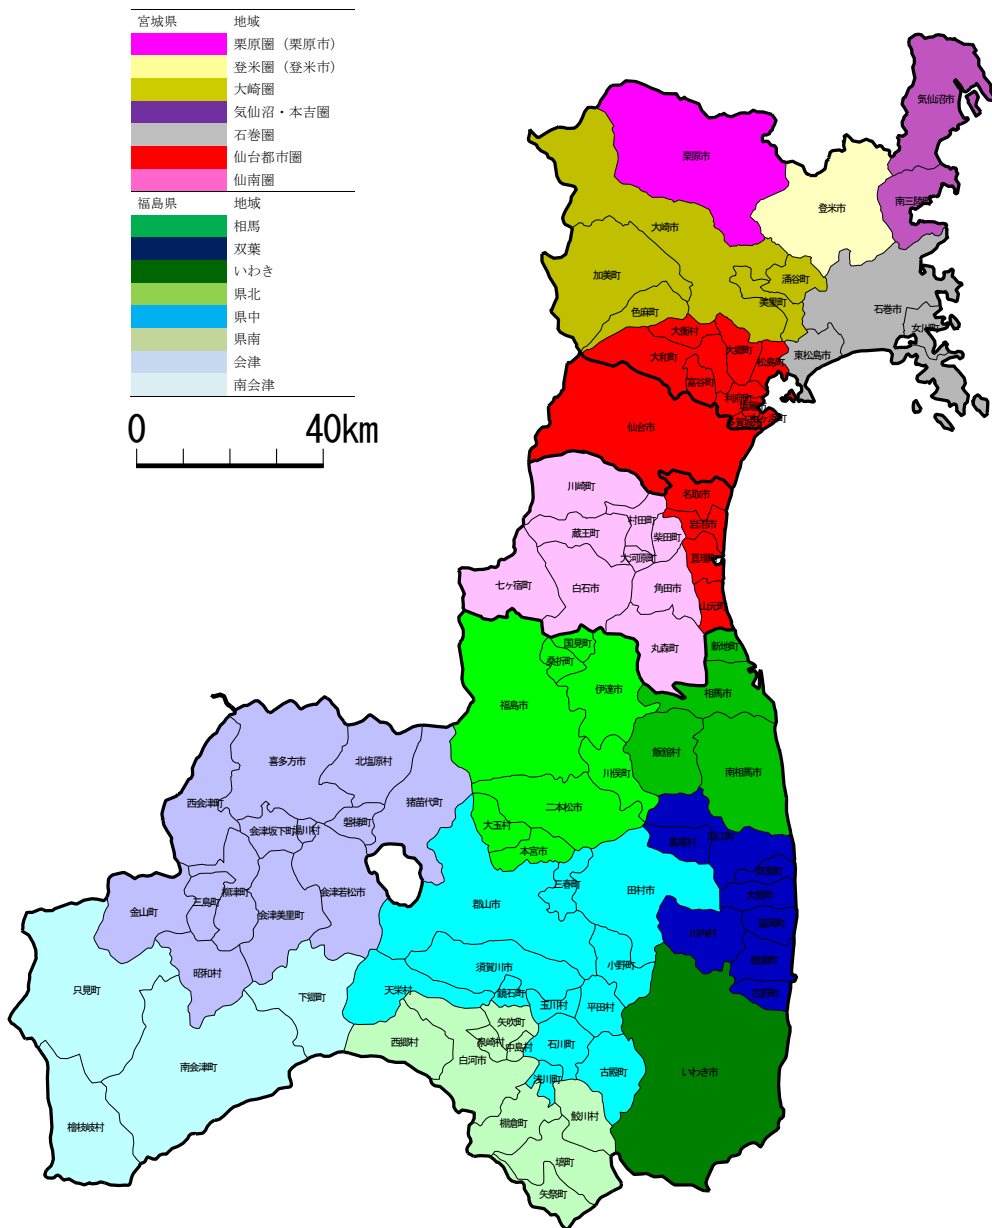 宮城県 地域
栗原圏（栗原市）
登米圏（登米市）
大崎圏
気仙沼・本吉圏
石巻圏
仙台都市圏
仙南圏
福島県 地域
相馬
双葉
いわき
県北
県中
県南
会津
南会津
0 40km
気仙沼市
栗原市
南三陸町
登米市
大崎市
加美町
涌谷町
美里町
色麻町
石巻市
女川町
大衡村
大郷町
松島町
東松島市
大和町
富谷町
利府町
仙台市
川崎町
名取市
村田町
岩沼市
蔵王町
柴田町
大河原町
亘理町
七ヶ宿町
白石市
角田市
山元町
丸森町
新地町
国見町
桑折町
伊達市
相馬市
福島市
飯舘村
川俣町
南相馬市
喜多方市
北塩原村
猪苗代町
西会津町
二本松市
磐梯町
会津坂下町
湯川村
大玉村
本宮市
浪江町
葛尾村
双葉町
大熊町
三春町
田村市
郡山市
会津若松市
柳津町
三島町
金山町
会津美里町
富岡町
川内村
楢葉町
昭和村
須賀川市
小野町
天栄村
鏡石町
広野町
只見町
下郷町
玉川村
平田村
矢吹町
西郷村
泉崎村
中島村
石川町
白河市
南会津町
浅川町
古殿町
いわき市
檜枝岐村
棚倉町
鮫川村
塙町
矢祭町